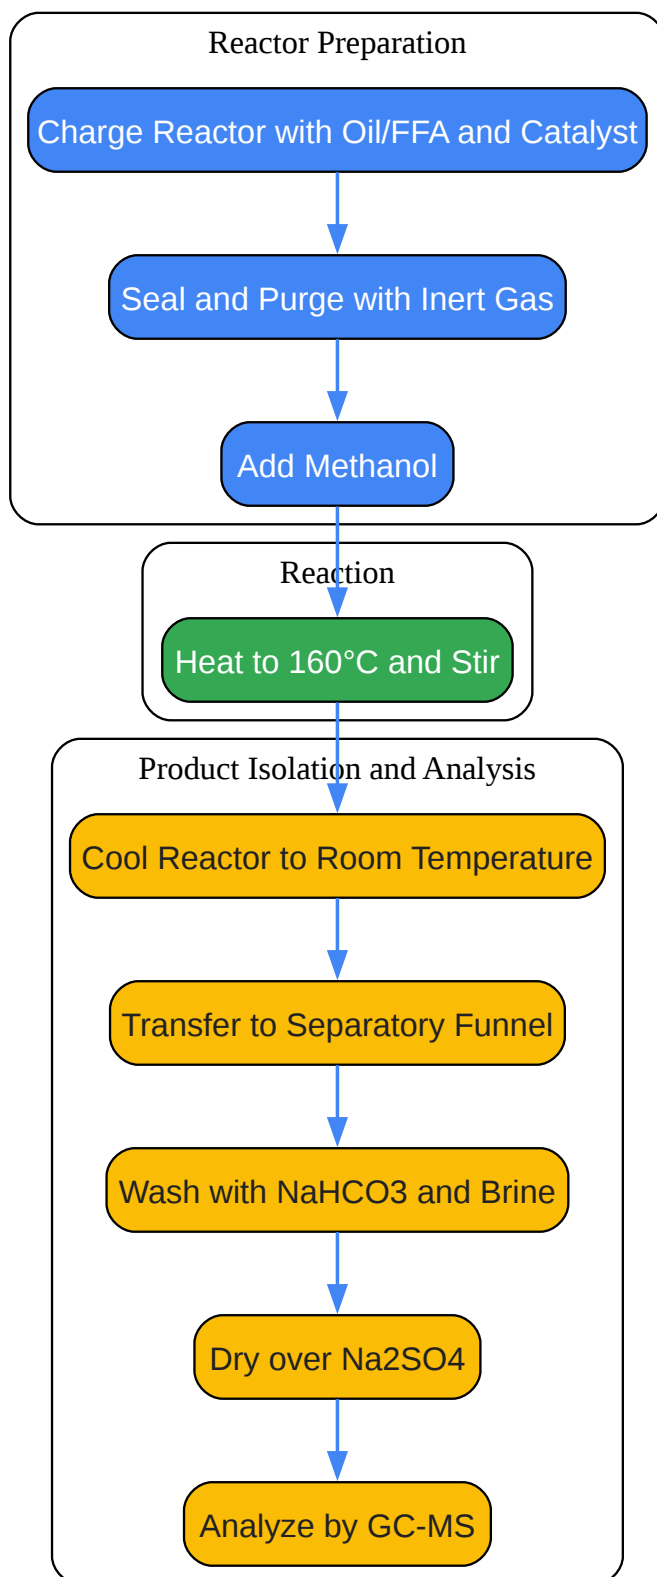 Reactor Preparation
Charge Reactor with Oil/FFA and Catalyst
Seal and Purge with Inert Gas
Add Methanol
Reaction
Heat to 160°C and Stir
Product Isolation and Analysis
Cool Reactor to Room Temperature
Transfer to Separatory Funnel
Wash with NaHCO3 and Brine
Dry over Na2SO4
Analyze by GC-MS